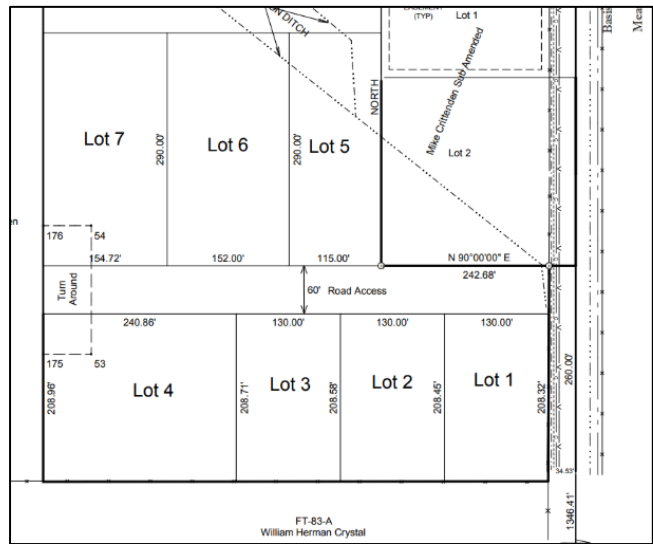 Lot 1
(TYP)
ON DITCH
Basis
Mea
NORTH
Mike Crittenden Sub Amended
Lot 7
290.00'
Lot 6
290.00'
Lot 5
Lot 2
en
176
54
154.72'
152.00'
115.00'
N 90°00'00" E
242.68'
Turn
Around
60' Road Access
240.86'
130.00'
130.00'
130.00'
175
53
208.96'
Lot 4
208.71'
Lot 3
208.58'
Lot 2
208.45'
Lot 1
208.32'
260.00'
34.53'
1346.41'
FT-83-A
William Herman Crystal